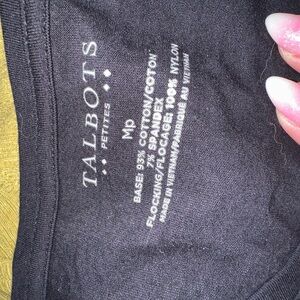 TALBOTS
PETITES
Mp
BASE: 93% COTTON/COTON
7% SPANDEX
FLOCKING/FLOCAGE: 100% NYLON
MADE IN VIETNAM/FABRIQUÉ AU VIETNAM